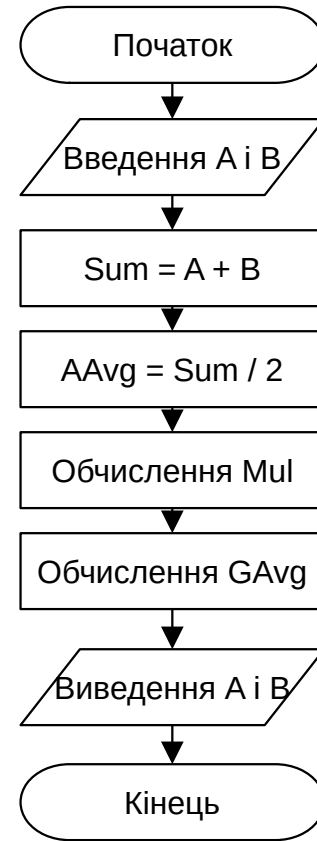 Початок
Введення А і В
Sum = A + B
AAvg = Sum / 2
Обчислення Mul
Обчислення GAvg
Виведення А і В
Кінець